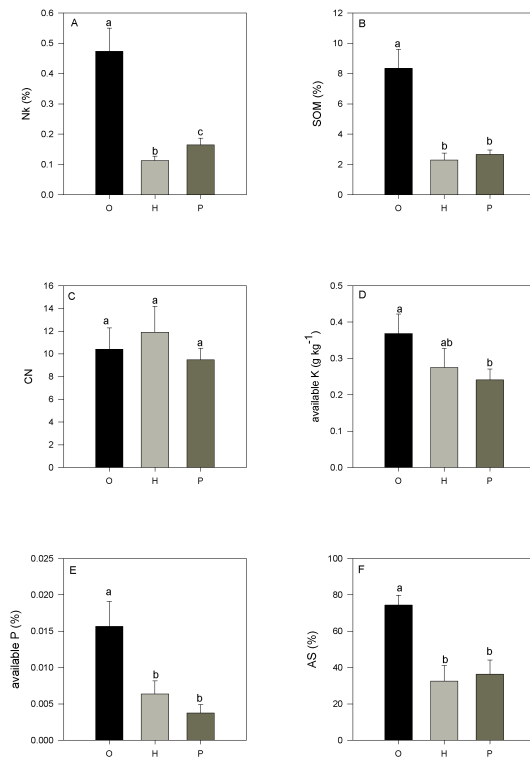 A
Nk (%)
0.6
0.5
0.4
0.3
0.2
0.1
0.0
a
b
c
O H P
B
SOM (%)
12
10
8
6
4
2
0
a
b
b
O H P
C
CN
16
14
12
10
8
6
4
2
0
a
a
a
O H P
D
available K (g kg-1)
0.5
0.4
0.3
0.2
0.1
0.0
a
ab
b
O H P
E
available P (%)
0.025
0.020
0.015
0.010
0.005
0.000
a
b
b
O H P
F
AS (%)
100
80
60
40
20
0
a
b
b
O H P